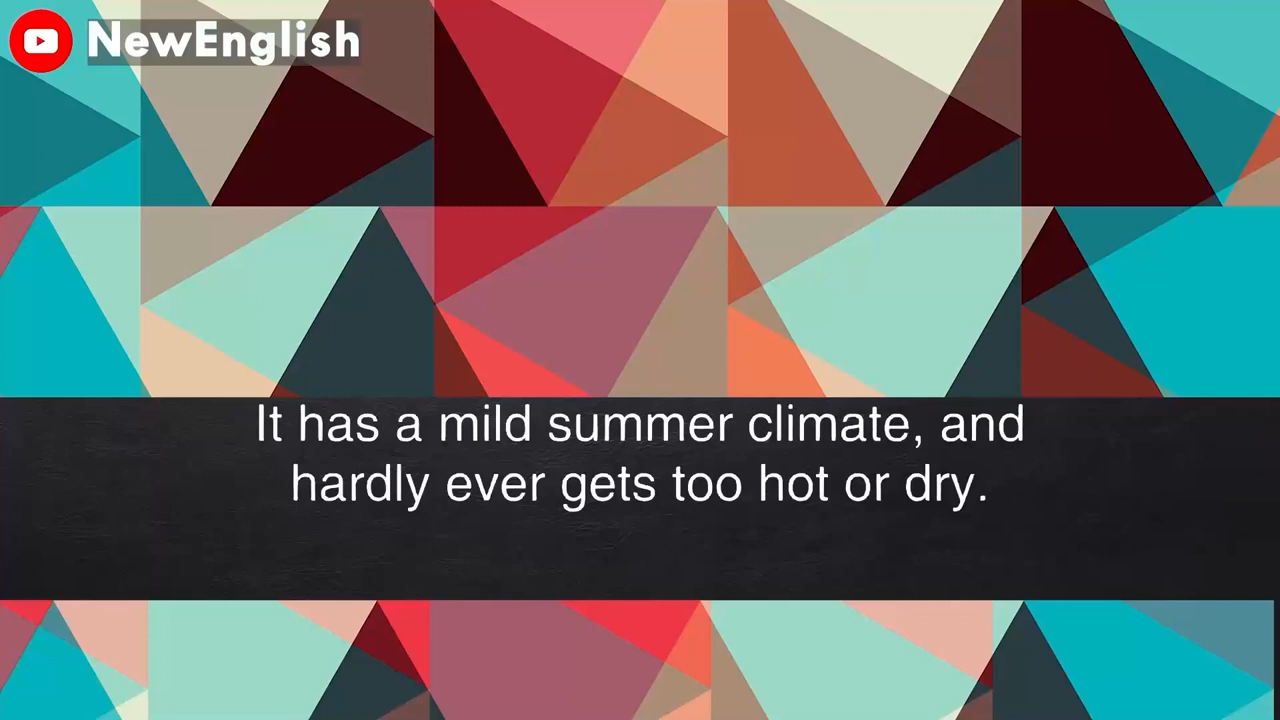 NewEnglish
It has a mild summer climate, and
hardly ever gets too hot or dry.